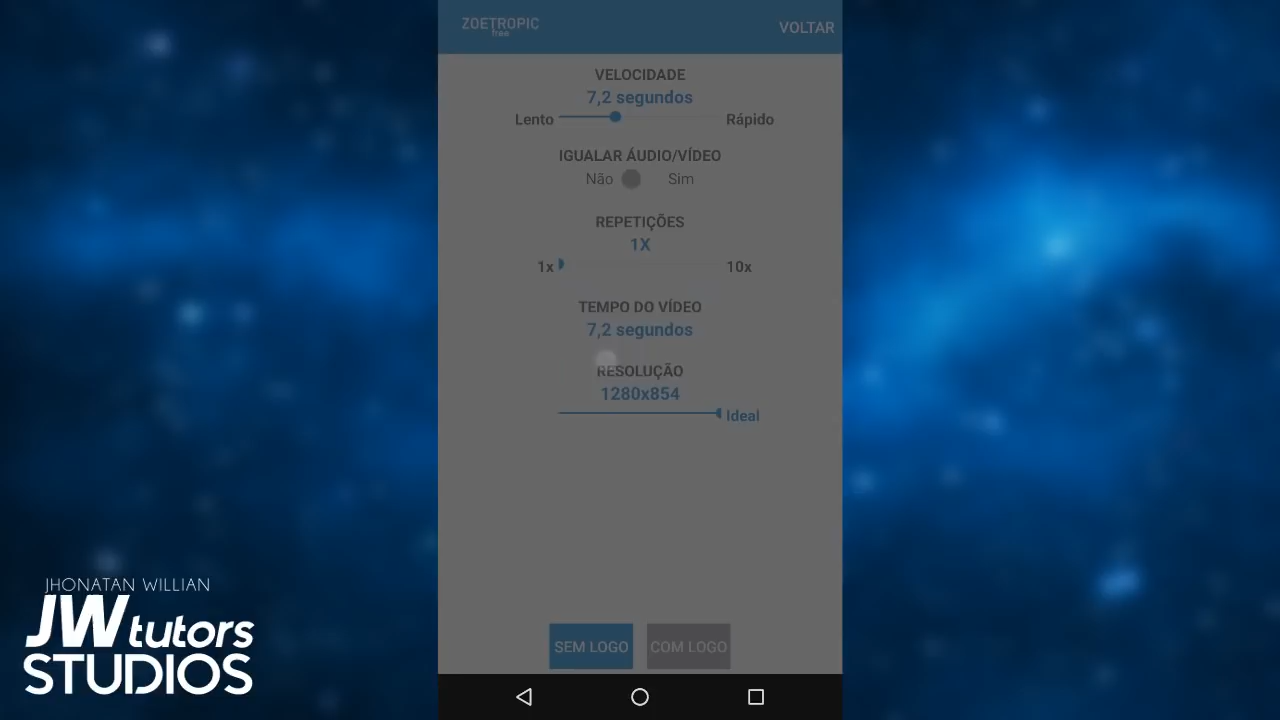 ZOETROPIC
free
VOLTAR
VELOCIDADE
7,2 segundos
Lento
Rápido
IGUALAR ÁUDIO/VÍDEO
Não
Sim
REPETIÇÕES
1X
1x
10x
TEMPO DO VÍDEO
7,2 segundos
RESOLUÇÃO
1280x854
Ideal
SEM LOGO
COM LOGO
JHONATAN WILLIAN
JW tutors
STUDIOS